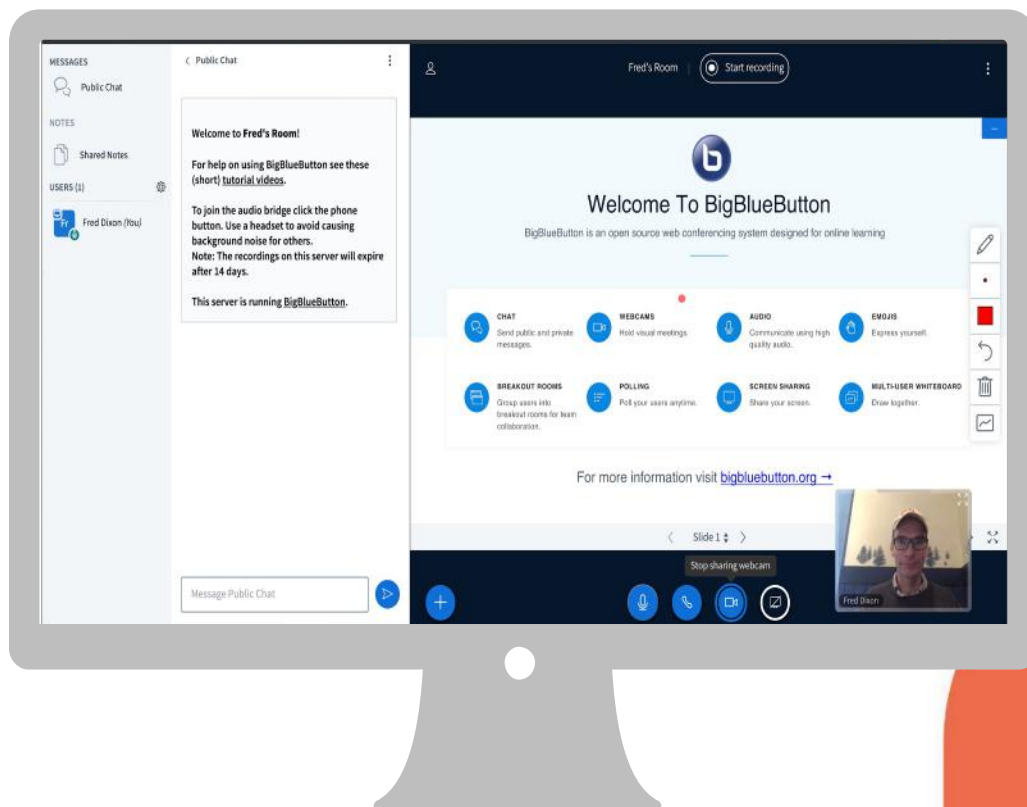 MESSAGES
Public Chat
NOTES
Shared Notes
USERS (1)
Fr
Fred Dixon (You)
Public Chat
Welcome to Fred's Room!
For help on using BigBlueButton see these
(short) tutorial videos.
To join the audio bridge click the phone
button. Use a headset to avoid causing
background noise for others.
Note: The recordings on this server will expire
after 14 days.
This server is running BigBlueButton.
Message Public Chat
Fred's Room
Start recording
b
Welcome To BigBlueButton
BigBlueButton is an open source web conferencing system designed for online learning
CHAT
Send public and private
messages.
WEBCAMS
Hold visual meetings.
AUDIO
Communicate using high
quality audio.
EMOJIS
Express yourself.
BREAKOUT ROOMS
Group users into
breakout rooms for team
collaboration.
POLLING
Poll your users anytime.
SCREEN SHARING
Share your screen.
MULTI-USER WHITEBOARD
Draw together.
For more information visit bigbluebutton.org →
Slide 1
Stop sharing webcam
Fred Dixon